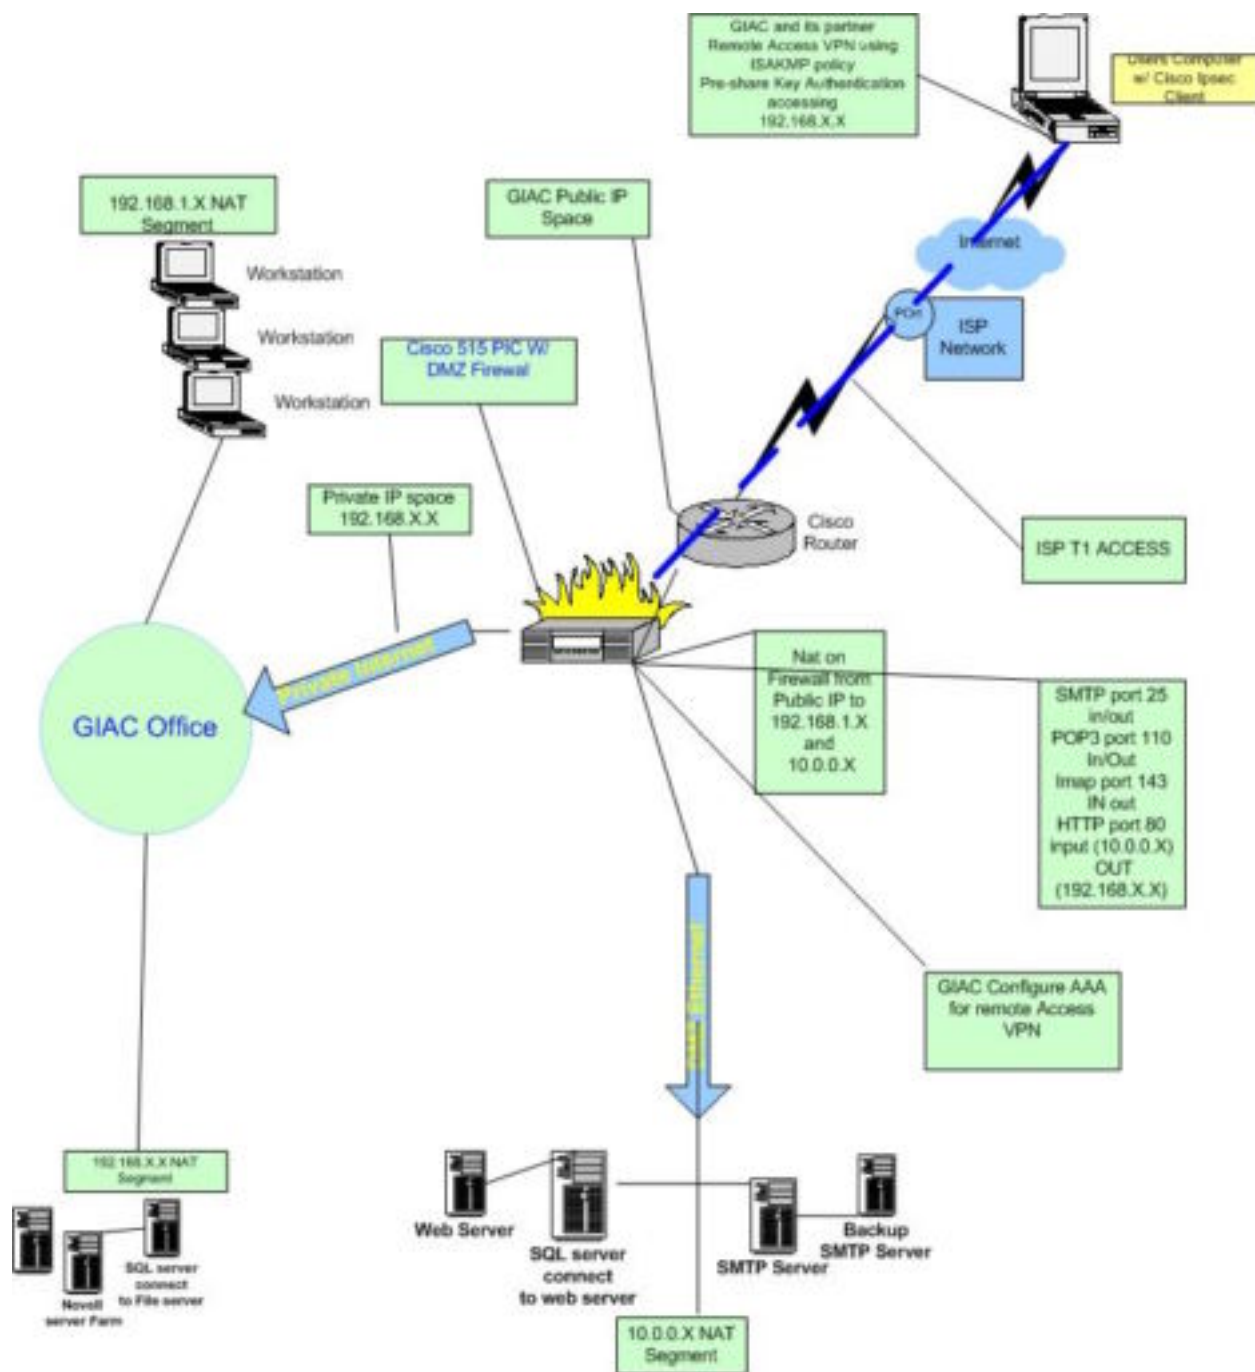 GIAC and its partner
Remote Access VPN using
ISAKMP policy
Pre-share Key Authentication
accessing
192.168.X.X
Users Computer
w/ Cisco Ipsec
Client
192.168.1.X NAT
Segment
GIAC Public IP
Space
Internet
Workstation
ISP
Network
Workstation
Cisco 515 PIC W/
DMZ Firewal
Workstation
Private IP space
192.168.X.X
Cisco
Router
ISP T1 ACCESS
Private Internet
GIAC Office
Nat on
Firewall from
Public IP to
192.168.1.X
and
10.0.0.X
SMTP port 25
in/out
POP3 port 110
In/Out
Imap port 143
IN out
HTTP port 80
input (10.0.0.X)
OUT
(192.168.X.X)
Ethernet
GIAC Configure AAA
for remote Access
VPN
192.168.X.X NAT
Segment
Web Server
SQL server
connect
to web server
SMTP Server
Backup
SMTP Server
SQL server
connect
to File server
Novell
server Farm
10.0.0.X NAT
Segment